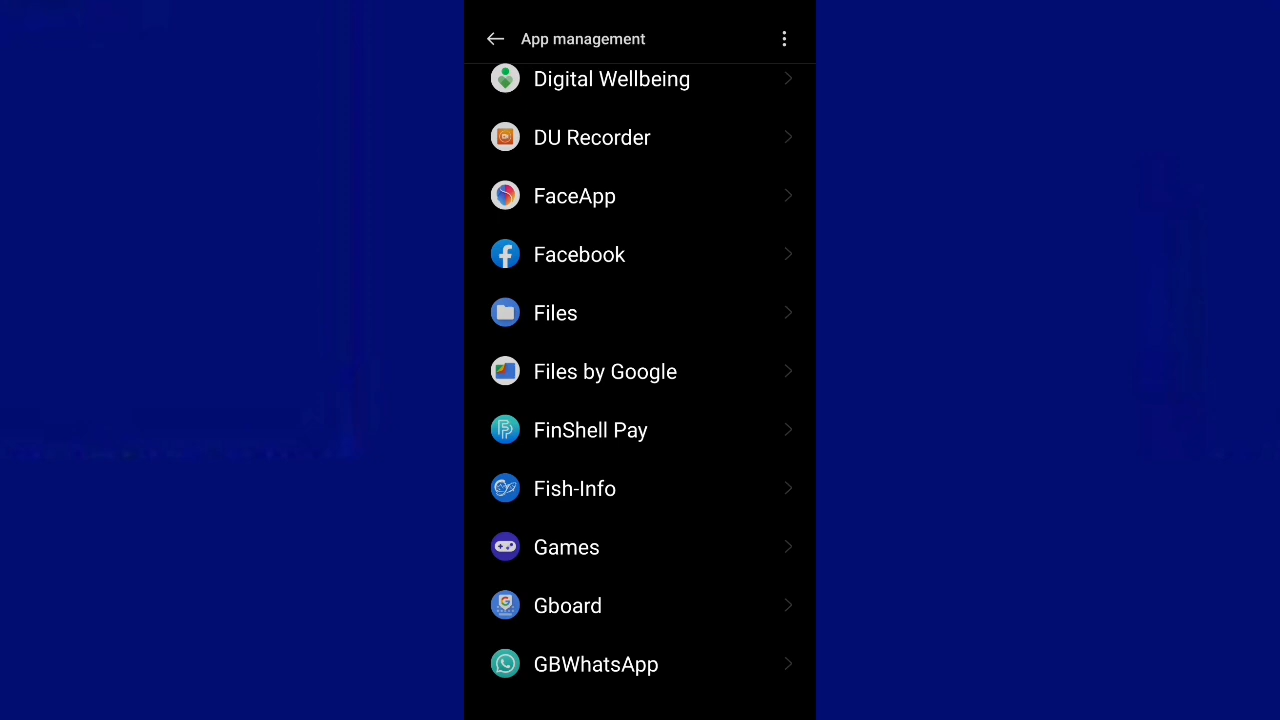 App management
Digital Wellbeing
DU Recorder
FaceApp
Facebook
Files
Files by Google
FinShell Pay
Fish-Info
Games
Gboard
GBWhatsApp